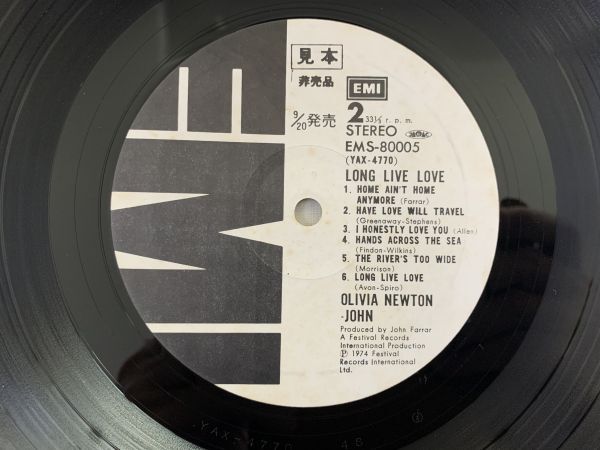 見本
非売品
EMI
9/20発売
2 33⅓ r.p.m.
STEREO
EMS-80005
(YAX-4770)
LONG LIVE LOVE
1. HOME AIN'T HOME
ANYMORE (Farrar)
2. HAVE LOVE WILL TRAVEL
(Greenaway-Stephens)
3. I HONESTLY LOVE YOU (Allen)
4. HANDS ACROSS THE SEA
(Findon-Wilkins)
5. THE RIVER'S TOO WIDE
(Morrison)
6. LONG LIVE LOVE
(Avon-Spiro)
OLIVIA NEWTON
-JOHN
Produced by John Farrar
A Festival Records
International Production
Ⓟ 1974 Festival
Records International
Ltd.
EMI
YAX-4770